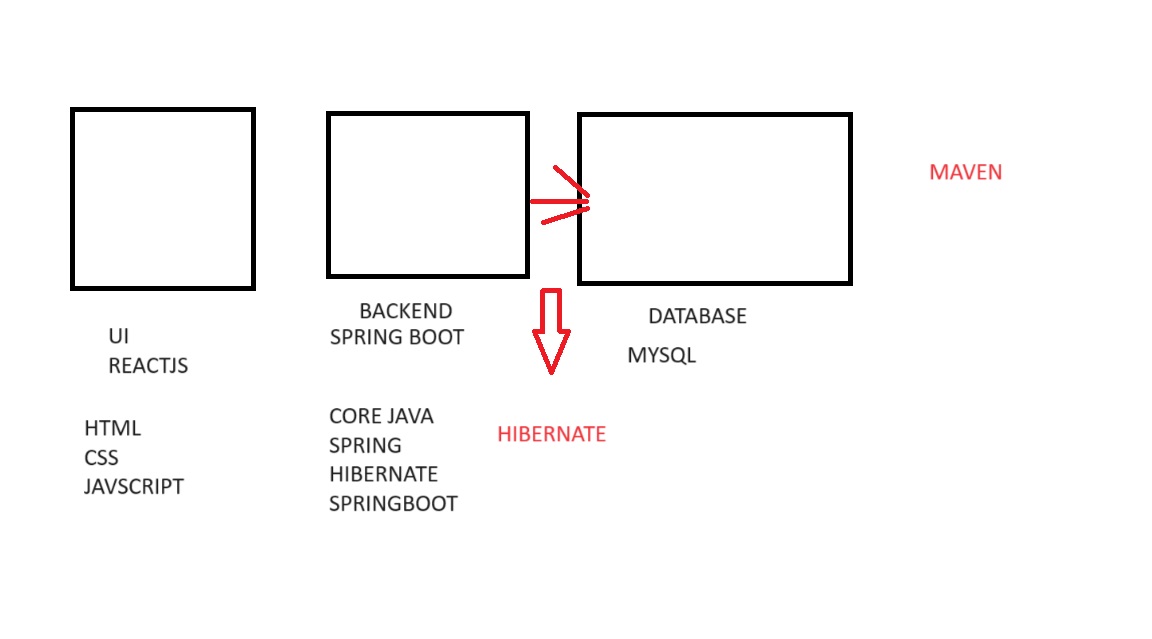 UI
REACTJS
HTML
CSS
JAVSCRIPT
BACKEND
SPRING BOOT
CORE JAVA
SPRING
HIBERNATE
SPRINGBOOT
HIBERNATE
DATABASE
MYSQL
MAVEN